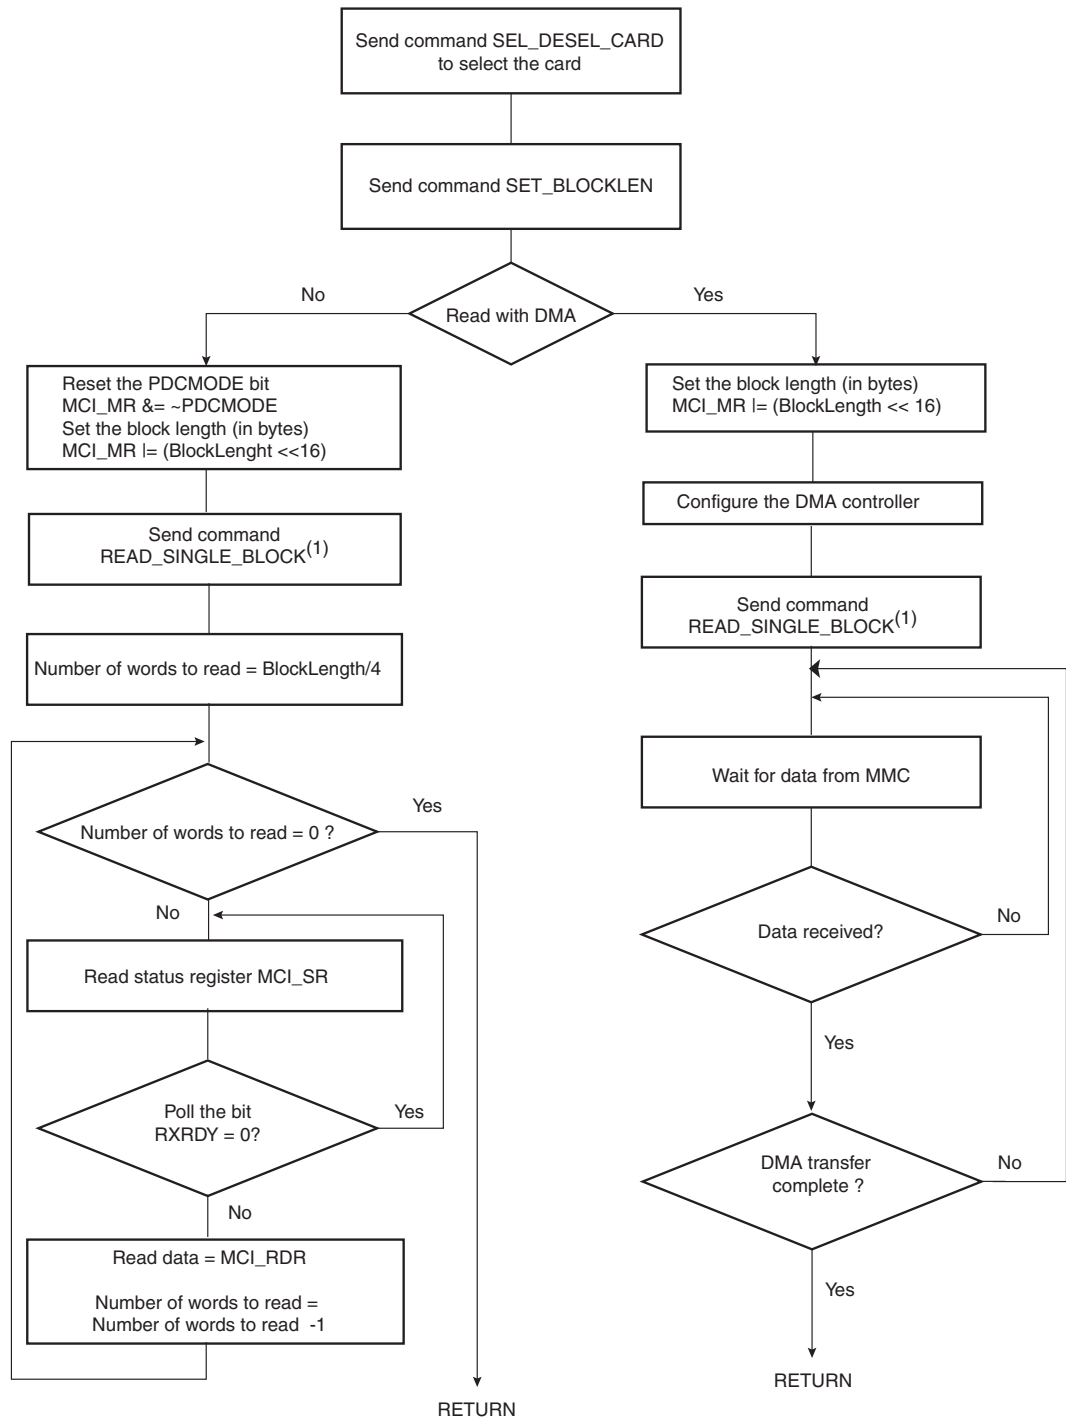 Send command SEL_DESEL_CARD
to select the card
Send command SET_BLOCKLEN
No
Yes
Read with DMA
Reset the PDCMODE bit
MCI_MR &= ~PDCMODE
Set the block length (in bytes)
MCI_MR |= (BlockLenght <<16)
Send command
READ_SINGLE_BLOCK(1)
Number of words to read = BlockLength/4
Number of words to read = 0 ?
Yes
No
Read status register MCI_SR
Poll the bit
RXRDY = 0?
Yes
No
Read data = MCI_RDR
Number of words to read =
Number of words to read -1
RETURN
Set the block length (in bytes)
MCI_MR |= (BlockLength << 16)
Configure the DMA controller
Send command
READ_SINGLE_BLOCK(1)
Wait for data from MMC
Data received?
No
Yes
DMA transfer
complete ?
No
Yes
RETURN